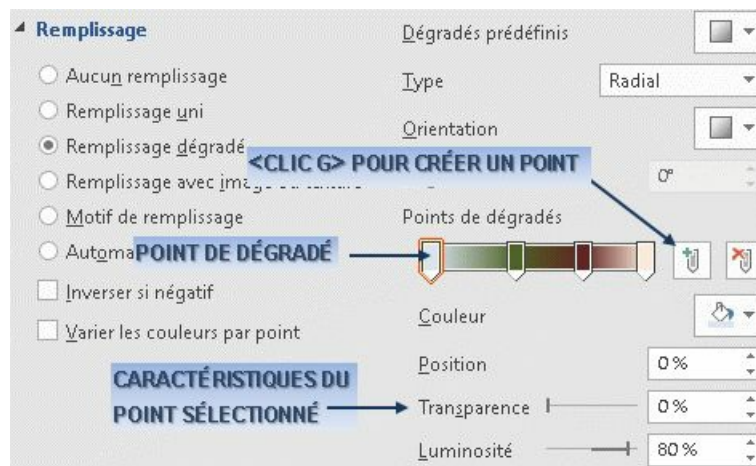 Remplissage
Aucun remplissage
Remplissage uni
Remplissage dégradé
Remplissage avec
Motif de remplissage
Inverser si négatif
Varier les couleurs par point
Dégradés prédéfinis
Type Radial
Orientation
<CLIC G> POUR CRÉER UN POINT
0°
Points de dégradés
POINT DE DÉGRADÉ
Couleur
Position 0%
CARACTÉRISTIQUES DU
POINT SÉLECTIONNÉ
Transparence 0%
Luminosité 80%